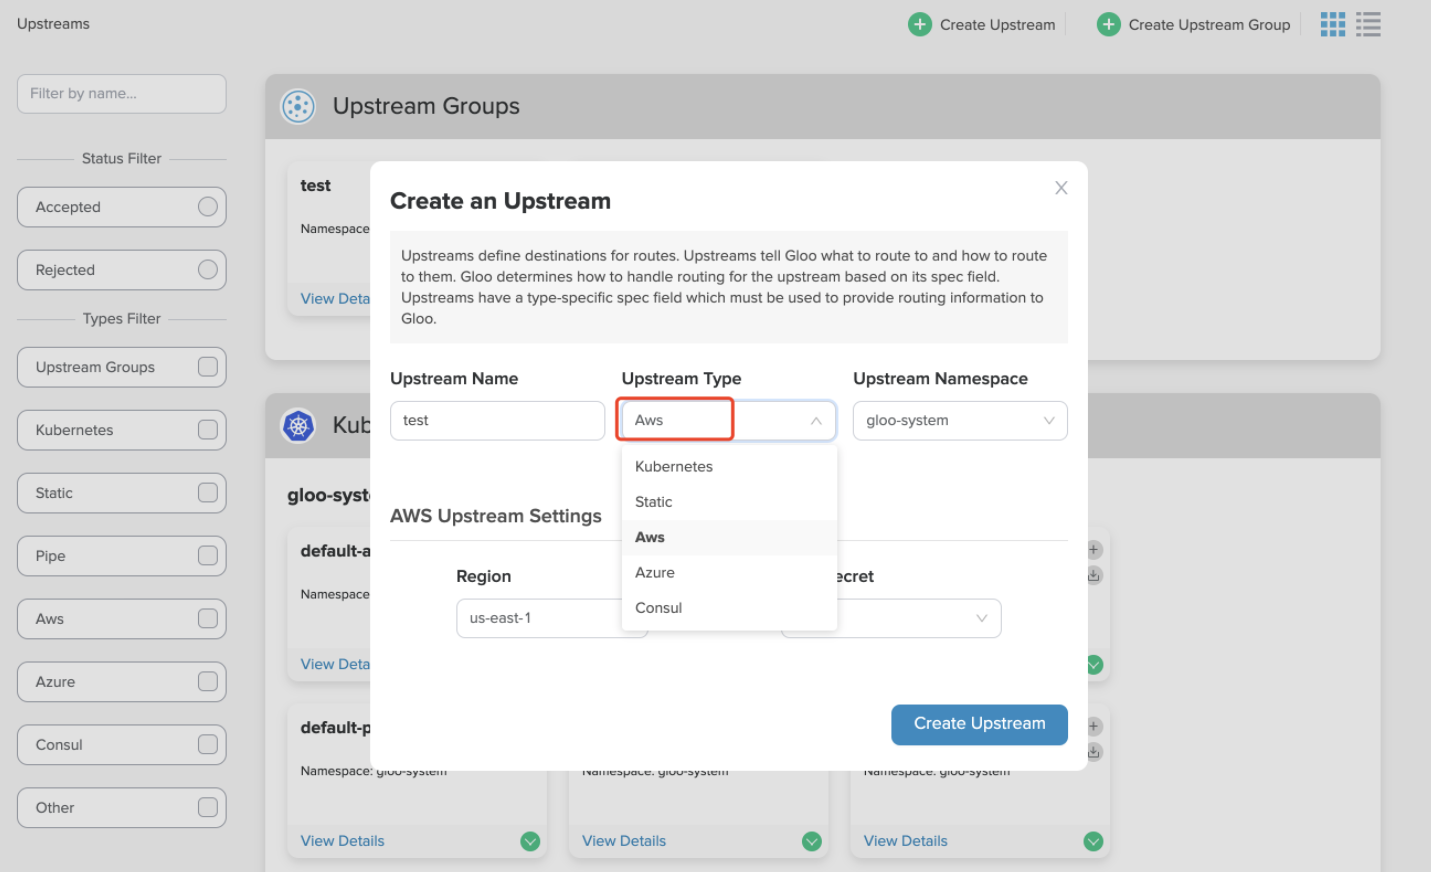 Upstreams
Create Upstream
Create Upstream Group
Filter by name...
Status Filter
Accepted
Rejected
Types Filter
Upstream Groups
Kubernetes
Static
Pipe
Aws
Azure
Consul
Other
Upstream Groups
test
Namespace
View Deta
Create an Upstream
Upstreams define destinations for routes. Upstreams tell Gloo what to route to and how to route
to them. Gloo determines how to handle routing for the upstream based on its spec field.
Upstreams have a type-specific spec field which must be used to provide routing information to
Gloo.
Upstream Name
Upstream Type
Upstream Namespace
test
Aws
gloo-system
Kubernetes
Static
Aws
Azure
Consul
AWS Upstream Settings
Region
ecret
us-east-1
Create Upstream
Kub
gloo-syst
default-a
Namespace
View Deta
default-p
Namespace: gloo-system
Namespace: gloo-system
Namespace: gloo-system
View Details
View Details
View Details